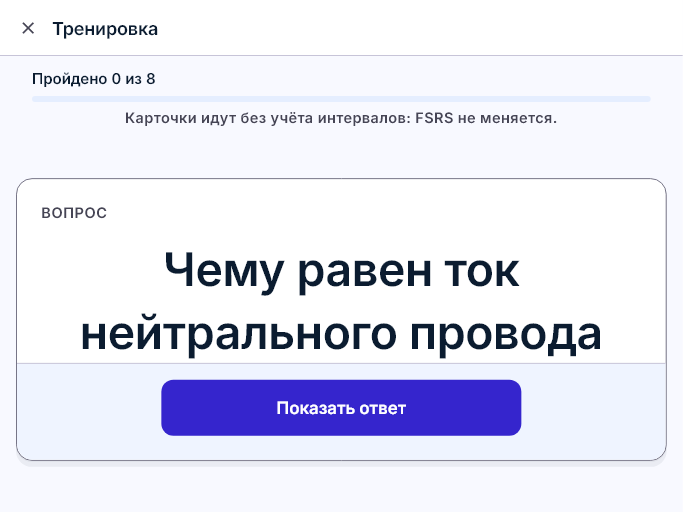 Тренировка
Пройдено 0 из 8
Карточки идут без учёта интервалов: FSRS не меняется.
ВОПРОС
Чему равен ток
нейтрального провода
Показать ответ